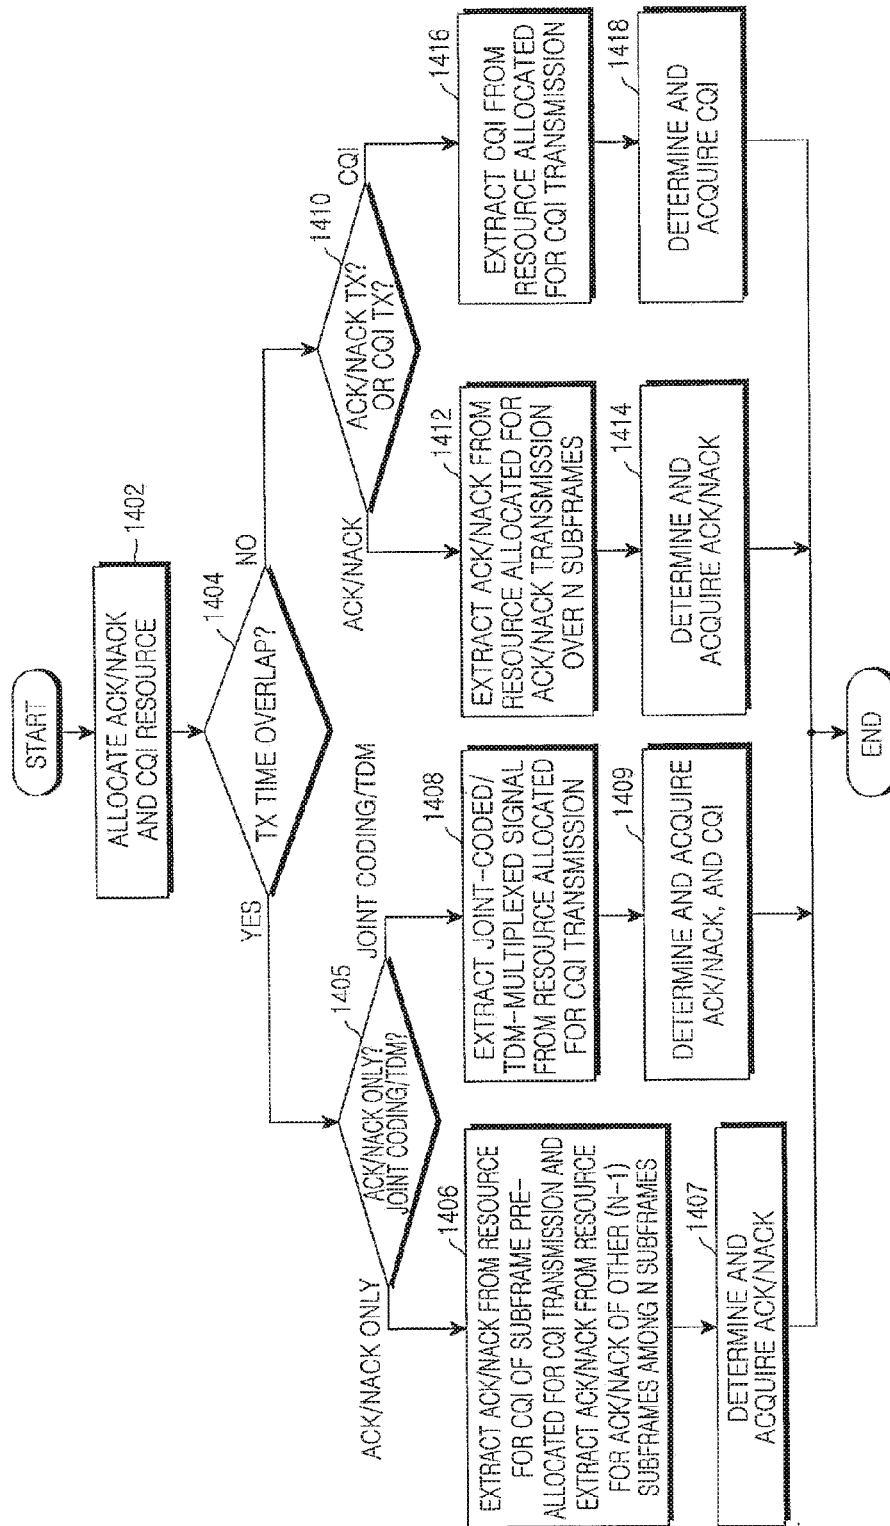 START
ALLOCATE ACK/NACK
AND CQI RESOURCE
1402
TX TIME OVERLAP?
1404
YES
NO
ACK/NACK ONLY?
JOINT CODING/TDM?
1405
ACK/NACK ONLY
JOINT CODING/TDM
ACK/NACK TX?
OR CQI TX?
1410
ACK/NACK
CQI
EXTRACT ACK/NACK FROM RESOURCE
FOR CQI OF SUBFRAME PRE-
ALLOCATED FOR CQI TRANSMISSION AND
EXTRACT ACK/NACK FROM RESOURCE
FOR ACK/NACK OF OTHER (N-1)
SUBFRAMES AMONG N SUBFRAMES
1406
DETERMINE AND
ACQUIRE ACK/NACK
1407
EXTRACT JOINT-CODED/
TDM-MULTIPLEXED SIGNAL
FROM RESOURCE ALLOCATED
FOR CQI TRANSMISSION
1408
DETERMINE AND ACQUIRE
ACK/NACK, AND CQI
1409
EXTRACT ACK/NACK FROM
RESOURCE ALLOCATED FOR
ACK/NACK TRANSMISSION
OVER N SUBFRAMES
1412
DETERMINE AND
ACQUIRE ACK/NACK
1414
EXTRACT CQI FROM
RESOURCE ALLOCATED
FOR CQI TRANSMISSION
1416
DETERMINE AND
ACQUIRE CQI
1418
END